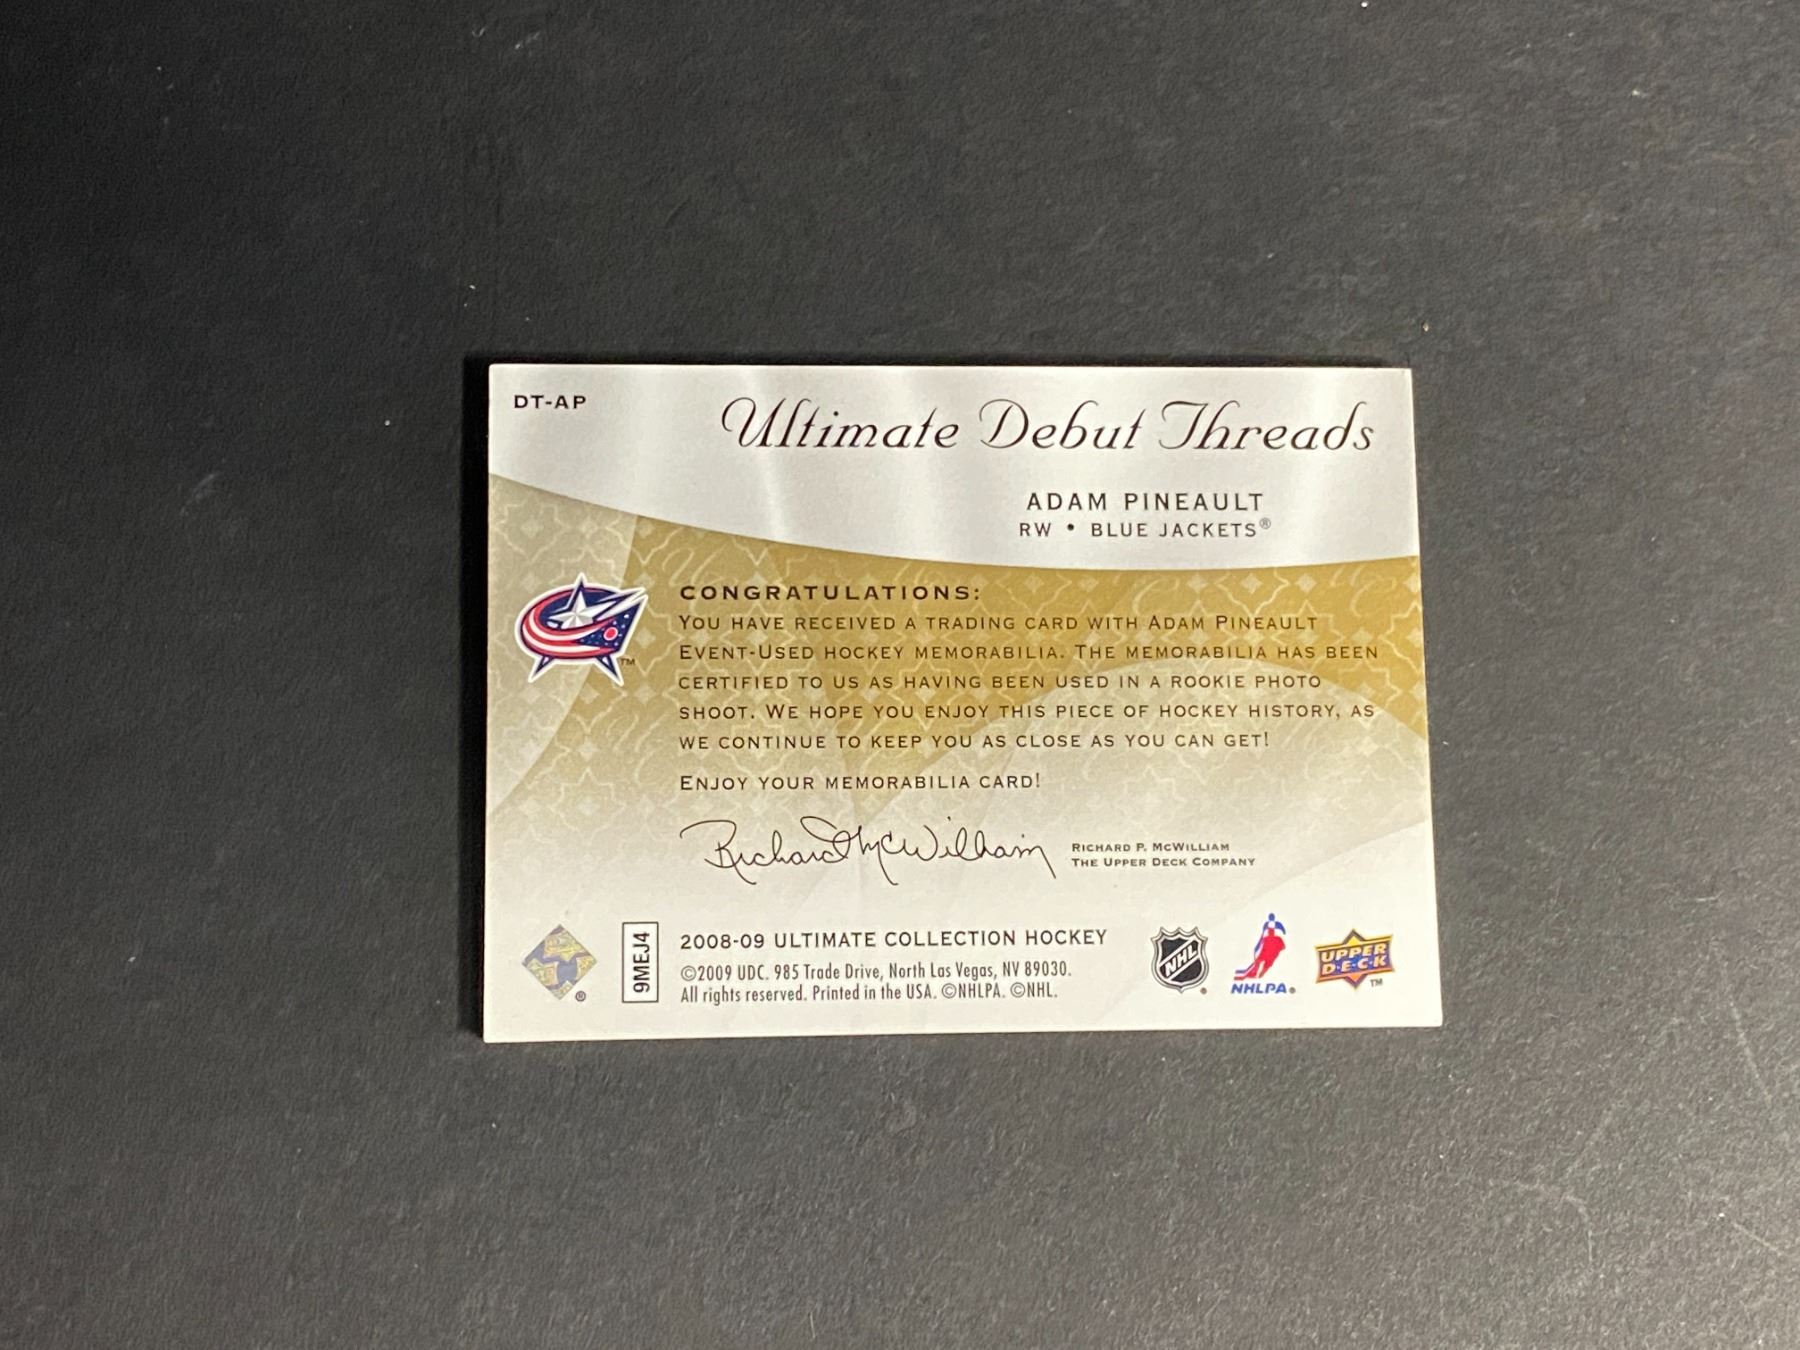 DT-AP
Ultimate Debut Threads
ADAM PINEAULT
RW • BLUE JACKETS®
CONGRATULATIONS:
YOU HAVE RECEIVED A TRADING CARD WITH ADAM PINEAULT
EVENT-USED HOCKEY MEMORABILIA. THE MEMORABILIA HAS BEEN
CERTIFIED TO US AS HAVING BEEN USED IN A ROOKIE PHOTO
SHOOT. WE HOPE YOU ENJOY THIS PIECE OF HOCKEY HISTORY, AS
WE CONTINUE TO KEEP YOU AS CLOSE AS YOU CAN GET!
ENJOY YOUR MEMORABILIA CARD!
Richard McWilliam
RICHARD P. MCWILLIAM
THE UPPER DECK COMPANY
TM
®
9MEJ4
2008-09 ULTIMATE COLLECTION HOCKEY
©2009 UDC. 985 Trade Drive, North Las Vegas, NV 89030.
All rights reserved. Printed in the USA. ©NHLPA. ©NHL.
NHL
®
NHLPA®
UPPER
DECK
TM